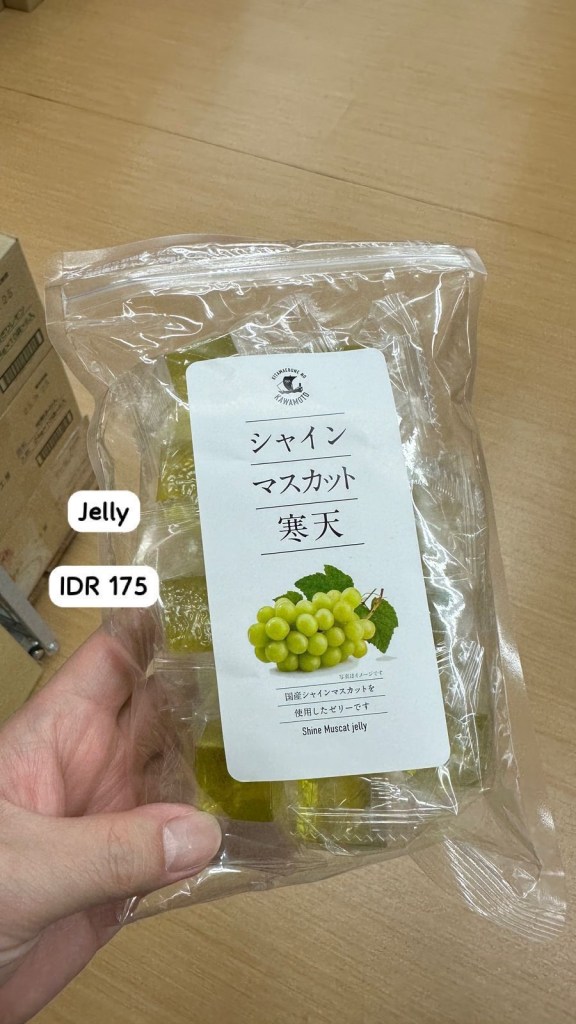 KITAMAEBUNE NO
KAWAMOTO
シャイン
マスカット
寒天
写真はイメージです
国産シャインマスカットを
使用したゼリーです
Shine Muscat jelly
Jelly
IDR 175